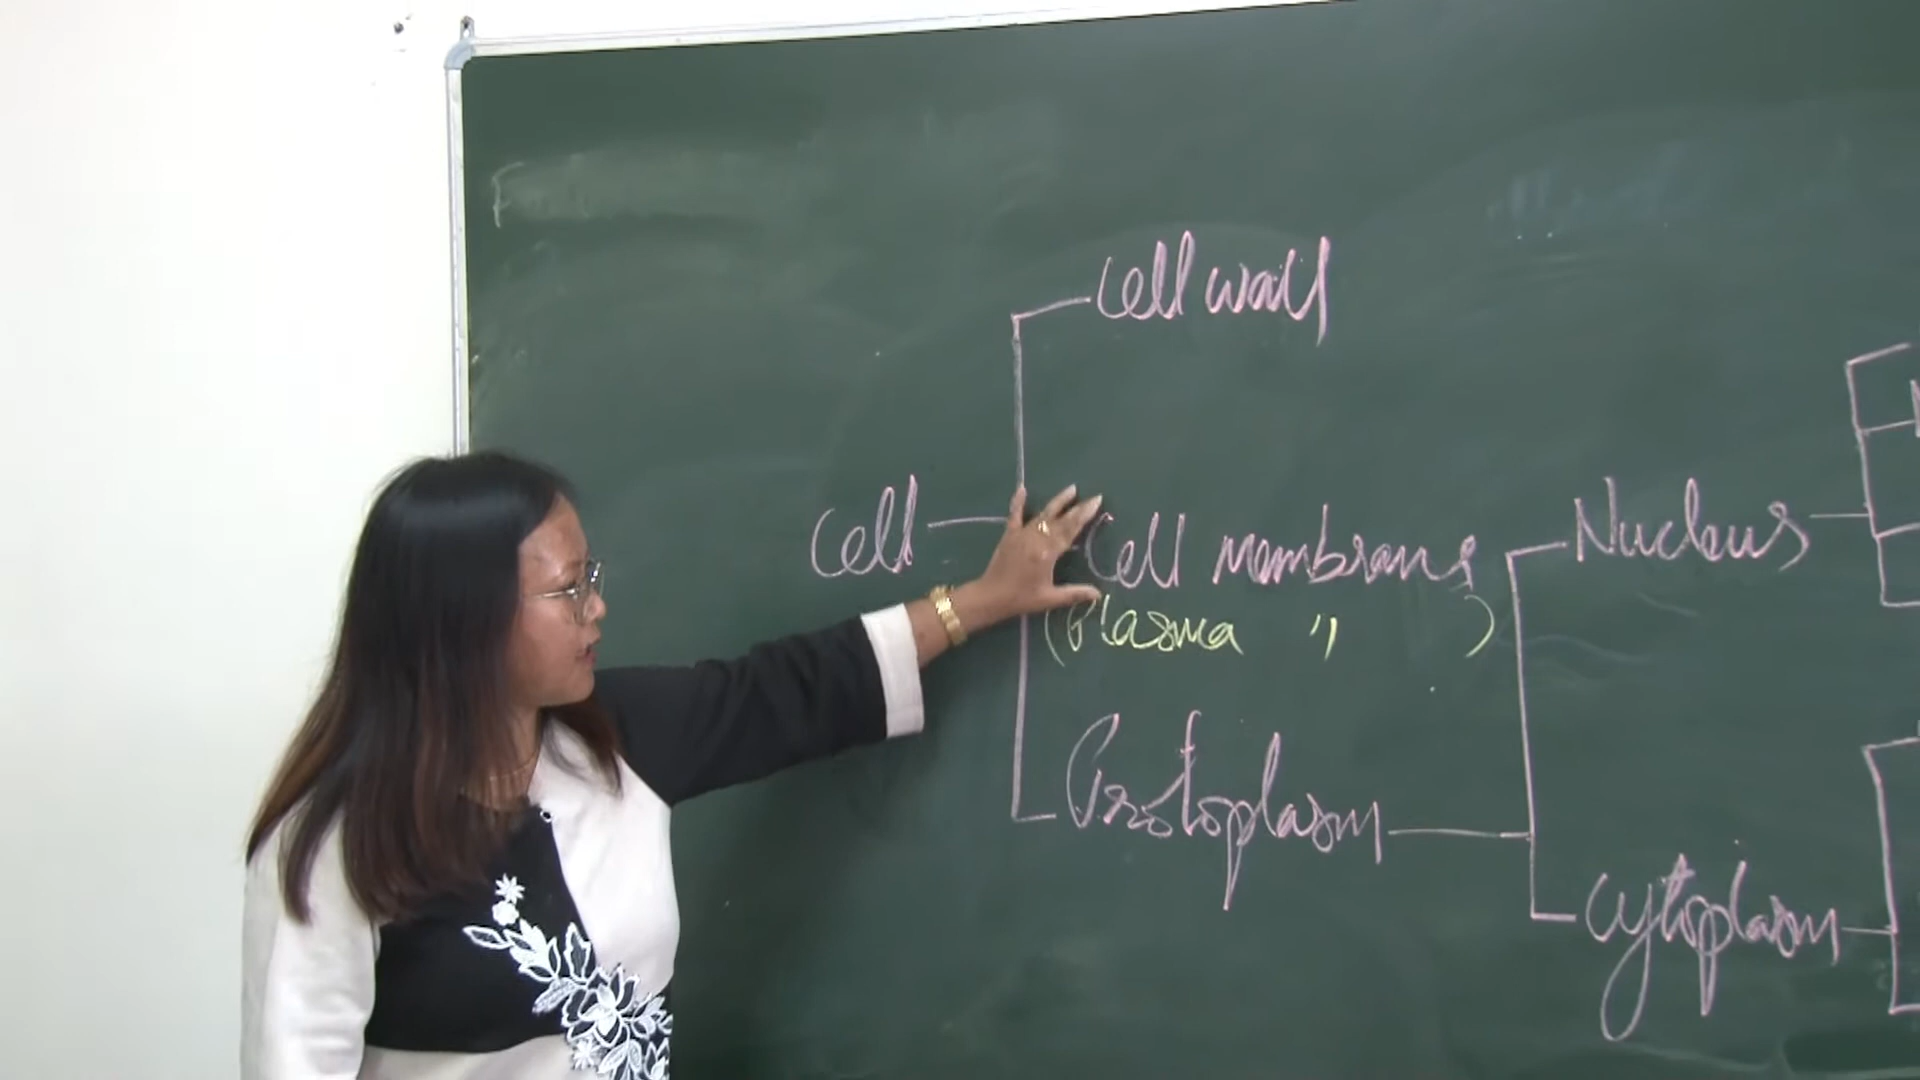 Cell wall
Cell
Cell membrane
(Plasma " )
Nucleus
Protoplasm
Cytoplasm